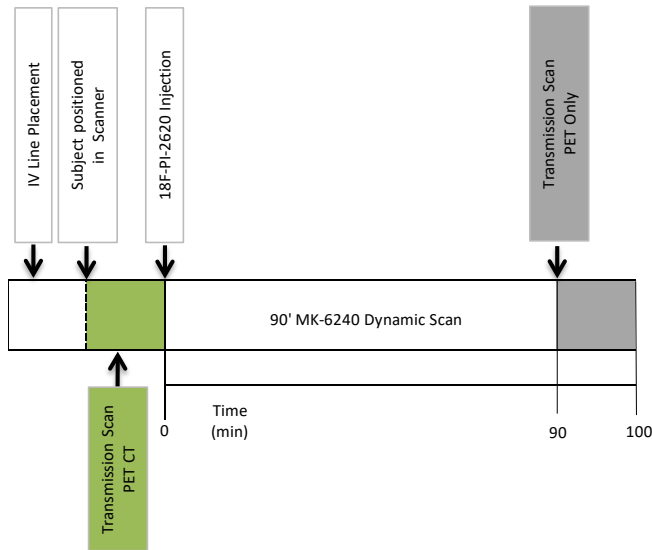 IV Line Placement
Subject positioned
in Scanner
18F-PI-2620 Injection
Transmission Scan
PET Only
90' MK-6240 Dynamic Scan
Transmission Scan
PET CT
Time
(min)
0
90
100